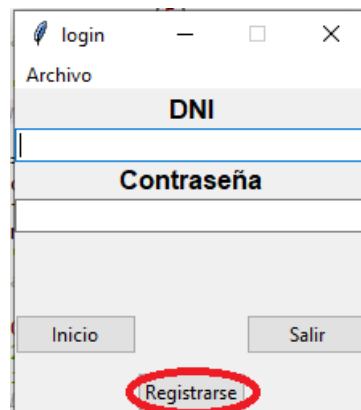 login
Archivo
DNI
Contraseña
Inicio Salir
Registrarse